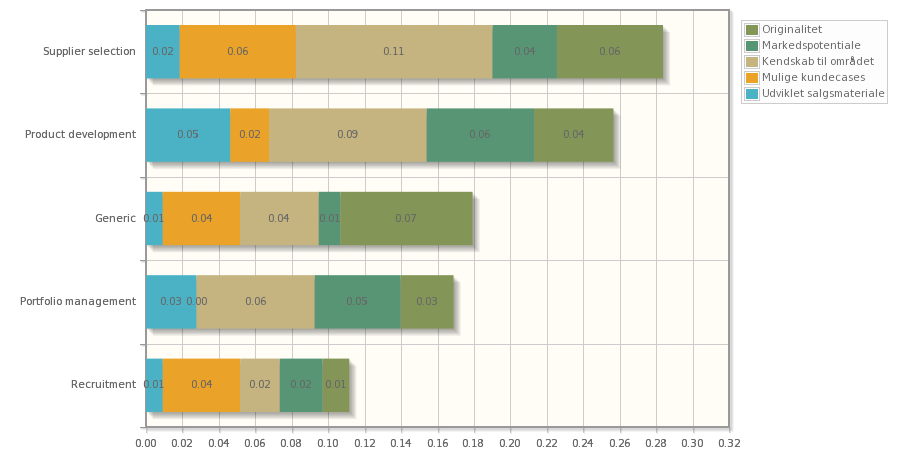 Supplier selection
0.02 0.06 0.11 0.04 0.06
Product development
0.05 0.02 0.09 0.06 0.04
Generic
0.01 0.04 0.04 0.01 0.07
Portfolio management
0.03 0.00 0.06 0.05 0.03
Recruitment
0.01 0.04 0.02 0.02 0.01
0.00 0.02 0.04 0.06 0.08 0.10 0.12 0.14 0.16 0.18 0.20 0.22 0.24 0.26 0.28 0.30 0.32
Originalitet
Markedspotentiale
Kendskab til området
Mulige kundecases
Udviklet salgsmateriale